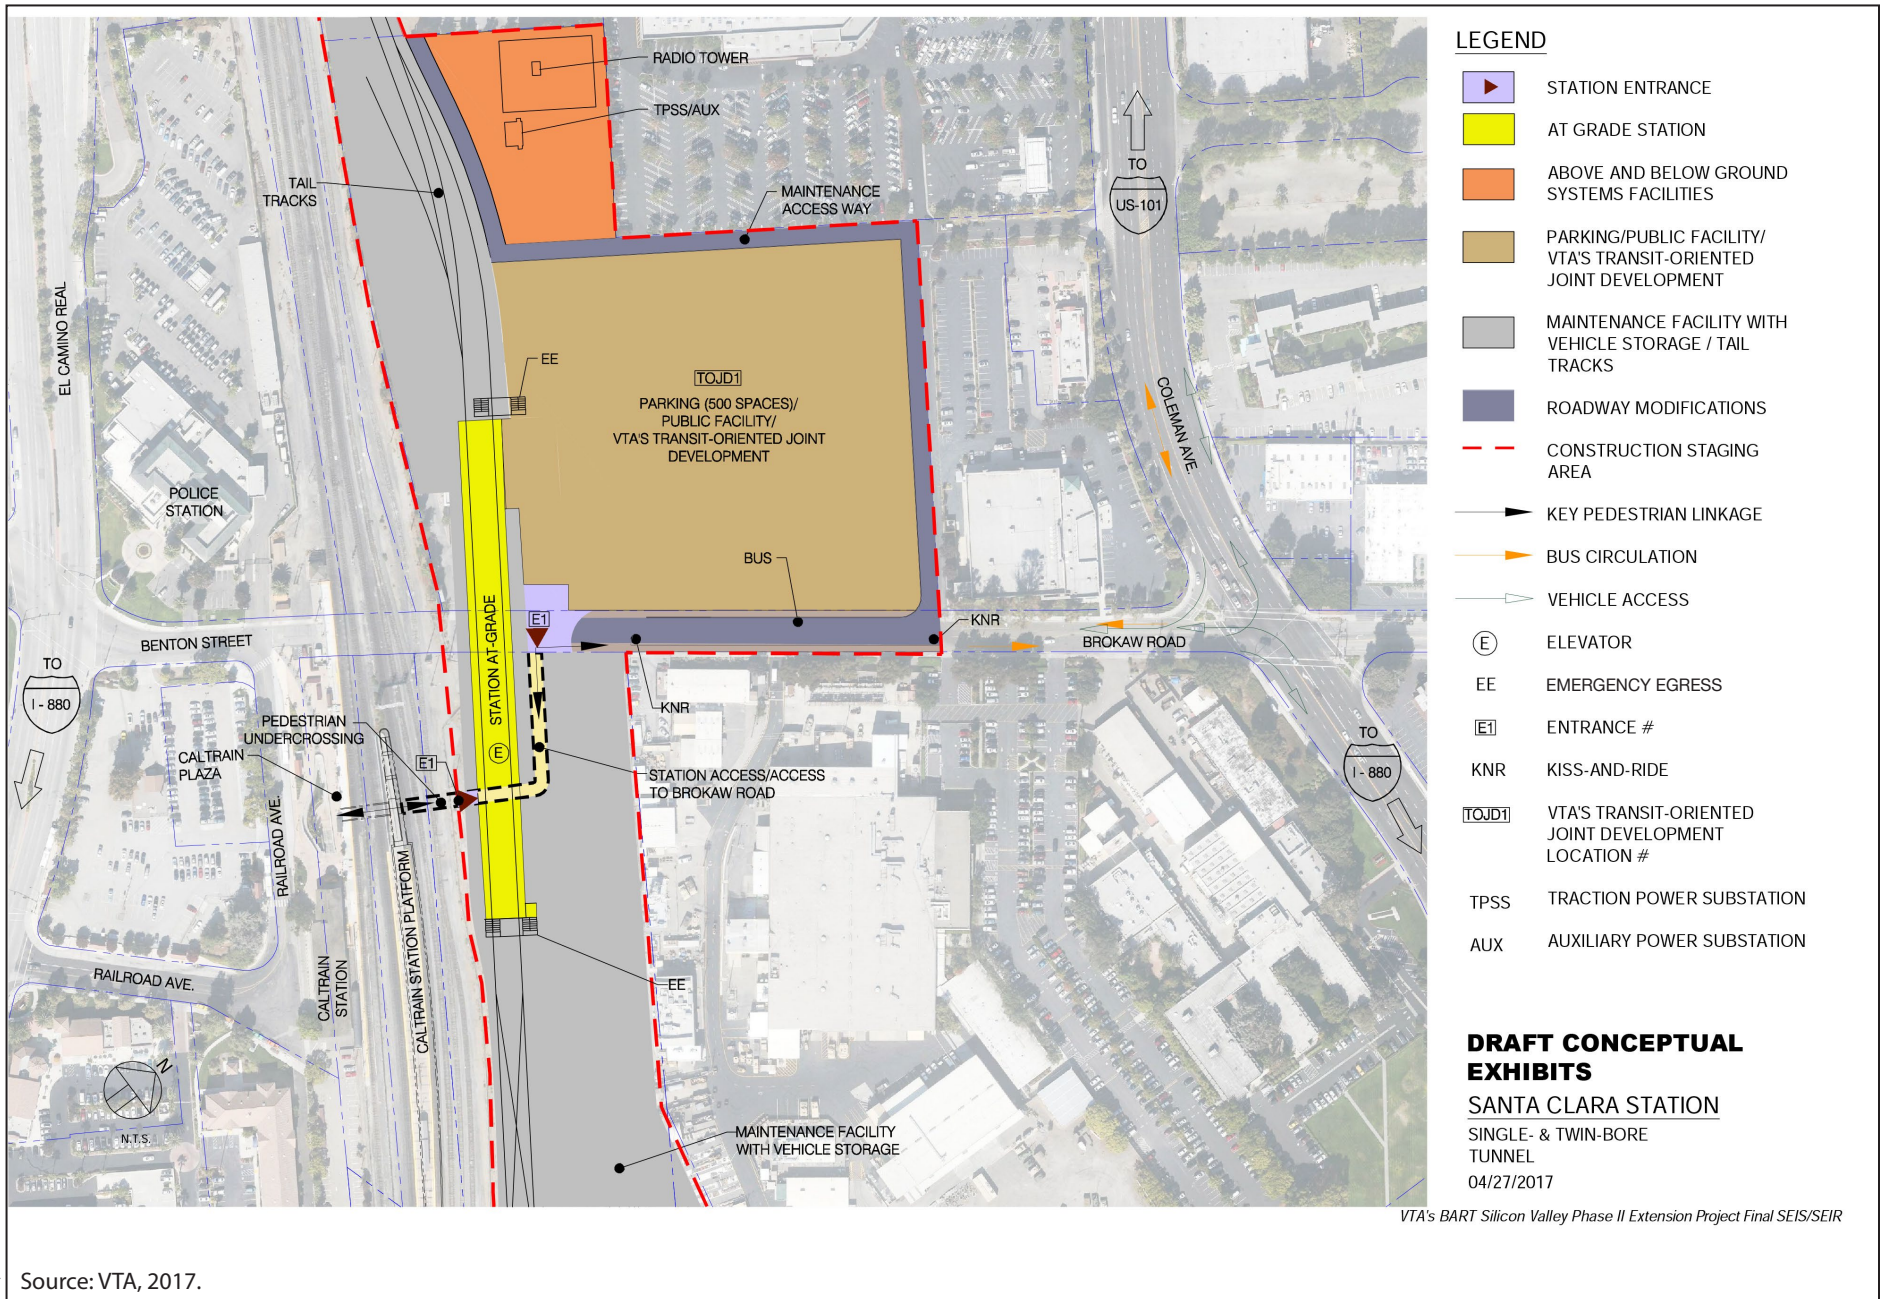 RADIO TOWER
TPSS/AUX
TAIL
TRACKS
MAINTENANCE
ACCESS WAY
TO
US-101
EL CAMINO REAL
EE
TOJD1
PARKING (500 SPACES)/
PUBLIC FACILITY/
VTA'S TRANSIT-ORIENTED JOINT
DEVELOPMENT
COLEMAN AVE.
POLICE
STATION
BUS
STATION AT-GRADE
E1
KNR
BENTON STREET
BROKAW ROAD
TO
I - 880
KNR
PEDESTRIAN
UNDERCROSSING
CALTRAIN
PLAZA
E1
E
STATION ACCESS/ACCESS
TO BROKAW ROAD
TO
I - 880
RAILROAD AVE.
CALTRAIN STATION PLATFORM
RAILROAD AVE.
CALTRAIN
STATION
EE
N
N.T.S.
MAINTENANCE FACILITY
WITH VEHICLE STORAGE
LEGEND
STATION ENTRANCE
AT GRADE STATION
ABOVE AND BELOW GROUND
SYSTEMS FACILITIES
PARKING/PUBLIC FACILITY/
VTA'S TRANSIT-ORIENTED
JOINT DEVELOPMENT
MAINTENANCE FACILITY WITH
VEHICLE STORAGE / TAIL
TRACKS
ROADWAY MODIFICATIONS
CONSTRUCTION STAGING
AREA
KEY PEDESTRIAN LINKAGE
BUS CIRCULATION
VEHICLE ACCESS
E ELEVATOR
EE EMERGENCY EGRESS
E1 ENTRANCE #
KNR KISS-AND-RIDE
TOJD1 VTA'S TRANSIT-ORIENTED
JOINT DEVELOPMENT
LOCATION #
TPSS TRACTION POWER SUBSTATION
AUX AUXILIARY POWER SUBSTATION
DRAFT CONCEPTUAL
EXHIBITS
SANTA CLARA STATION
SINGLE- & TWIN-BORE
TUNNEL
04/27/2017
VTA's BART Silicon Valley Phase II Extension Project Final SEIS/SEIR
Source: VTA, 2017.